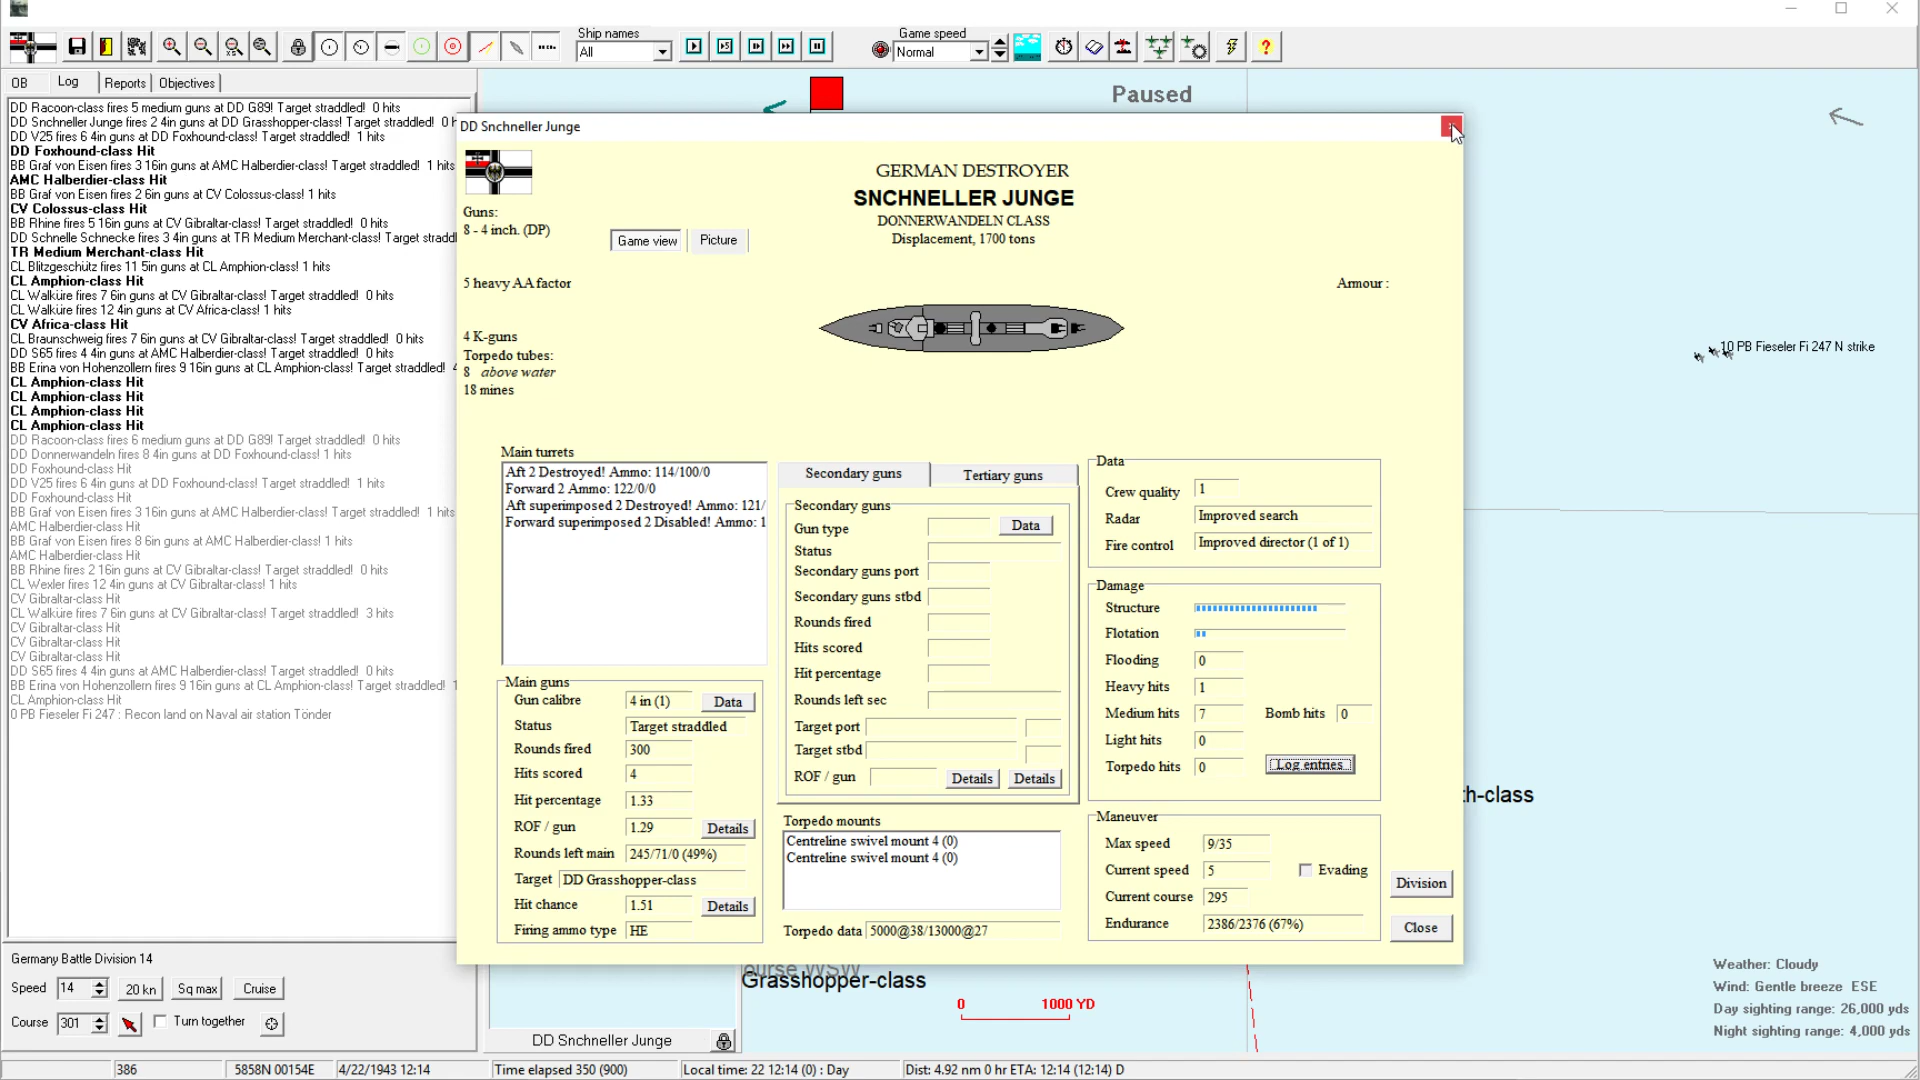 Ship names
All
Game speed
Normal
OB
Log
Reports
Objectives
Paused
DD Racoon-class fires 5 medium guns at DD G89! Target straddled!  0 hits
DD Snchneller Junge fires 2 4in guns at DD Grasshopper-class! Target straddled!  0 h
DD V25 fires 6 4in guns at DD Foxhound-class! Target straddled!  1 hits
DD Foxhound-class Hit
BB Graf von Eisen fires 3 16in guns at AMC Halberdier-class! Target straddled!  1 hits
AMC Halberdier-class Hit
BB Graf von Eisen fires 2 6in guns at CV Colossus-class! 1 hits
CV Colossus-class Hit
BB Rhine fires 5 16in guns at CV Gibraltar-class! Target straddled!  0 hits
DD Schnelle Schnecke fires 3 4in guns at TR Medium Merchant-class! Target straddl
TR Medium Merchant-class Hit
CL Blitzgeschütz fires 11 5in guns at CL Amphion-class! 1 hits
CL Amphion-class Hit
CL Walküre fires 7 6in guns at CV Gibraltar-class! Target straddled!  0 hits
CL Walküre fires 12 4in guns at CV Africa-class! 1 hits
CV Africa-class Hit
CL Braunschweig fires 7 6in guns at CV Gibraltar-class! Target straddled!  0 hits
DD S65 fires 4 4in guns at AMC Halberdier-class! Target straddled!  0 hits
BB Erina von Hohenzollern fires 9 16in guns at CL Amphion-class! Target straddled!  4
CL Amphion-class Hit
CL Amphion-class Hit
CL Amphion-class Hit
CL Amphion-class Hit
DD Racoon-class fires 6 medium guns at DD G89! Target straddled!  0 hits
DD Donnerwandeln fires 8 4in guns at DD Foxhound-class! 1 hits
DD Foxhound-class Hit
DD V25 fires 6 4in guns at DD Foxhound-class! Target straddled!  1 hits
DD Foxhound-class Hit
BB Graf von Eisen fires 3 16in guns at AMC Halberdier-class! Target straddled!  1 hits
AMC Halberdier-class Hit
BB Graf von Eisen fires 8 6in guns at AMC Halberdier-class! 1 hits
AMC Halberdier-class Hit
BB Rhine fires 2 16in guns at CV Gibraltar-class! Target straddled!  0 hits
CL Wexler fires 12 4in guns at CV Gibraltar-class! 1 hits
CV Gibraltar-class Hit
CL Walküre fires 7 6in guns at CV Gibraltar-class! Target straddled!  3 hits
CV Gibraltar-class Hit
CV Gibraltar-class Hit
CV Gibraltar-class Hit
DD S65 fires 4 4in guns at AMC Halberdier-class! Target straddled!  0 hits
BB Erina von Hohenzollern fires 9 16in guns at CL Amphion-class! Target straddled!  1
CL Amphion-class Hit
0 PB Fieseler Fi 247 : Recon land on Naval air station Tönder
DD Snchneller Junge
GERMAN DESTROYER
SNCHNELLER JUNGE
DONNERWANDELN CLASS
Displacement, 1700 tons
Guns:
8 - 4 inch. (DP)
Game view
Picture
5 heavy AA factor
Armour :
4 K-guns
Torpedo tubes:
8 above water
18 mines
10 PB Fieseler Fi 247 N strike
Main turrets
Aft 2 Destroyed! Ammo: 114/100/0
Forward 2 Ammo: 122/0/0
Aft superimposed 2 Destroyed! Ammo: 121/
Forward superimposed 2 Disabled! Ammo: 1
Main guns
Gun calibre 4 in (1) Data
Status Target straddled
Rounds fired 300
Hits scored 4
Hit percentage 1.33
ROF / gun 1.29 Details
Rounds left main 245/71/0 (49%)
Target DD Grasshopper-class
Hit chance 1.51 Details
Firing ammo type HE
Secondary guns
Tertiary guns
Secondary guns
Gun type Data
Status
Secondary guns port
Secondary guns stbd
Rounds fired
Hits scored
Hit percentage
Rounds left sec
Target port
Target stbd
ROF / gun Details Details
Torpedo mounts
Centreline swivel mount 4 (0)
Centreline swivel mount 4 (0)
Torpedo data 5000@38/13000@27
Data
Crew quality 1
Radar Improved search
Fire control Improved director (1 of 1)
Damage
Structure
Flotation
Flooding 0
Heavy hits 1
Medium hits 7 Bomb hits 0
Light hits 0
Torpedo hits 0 Log entries
Maneuver
Max speed 9/35
Current speed 5 Evading
Current course 295
Endurance 2386/2376 (67%)
Division
Close
th-class
ourse WSW
Grasshopper-class
0 1000 YD
Germany Battle Division 14
Speed 14 20 kn Sq max Cruise
Course 301 Turn together
DD Snchneller Junge
Weather: Cloudy
Wind: Gentle breeze  ESE
Day sighting range: 26,000 yds
Night sighting range: 4,000 yds
386
5858N 00154E
4/22/1943 12:14
Time elapsed 350 (900)
Local time: 22 12:14 (0) : Day
Dist: 4.92 nm 0 hr ETA: 12:14 (12:14) D